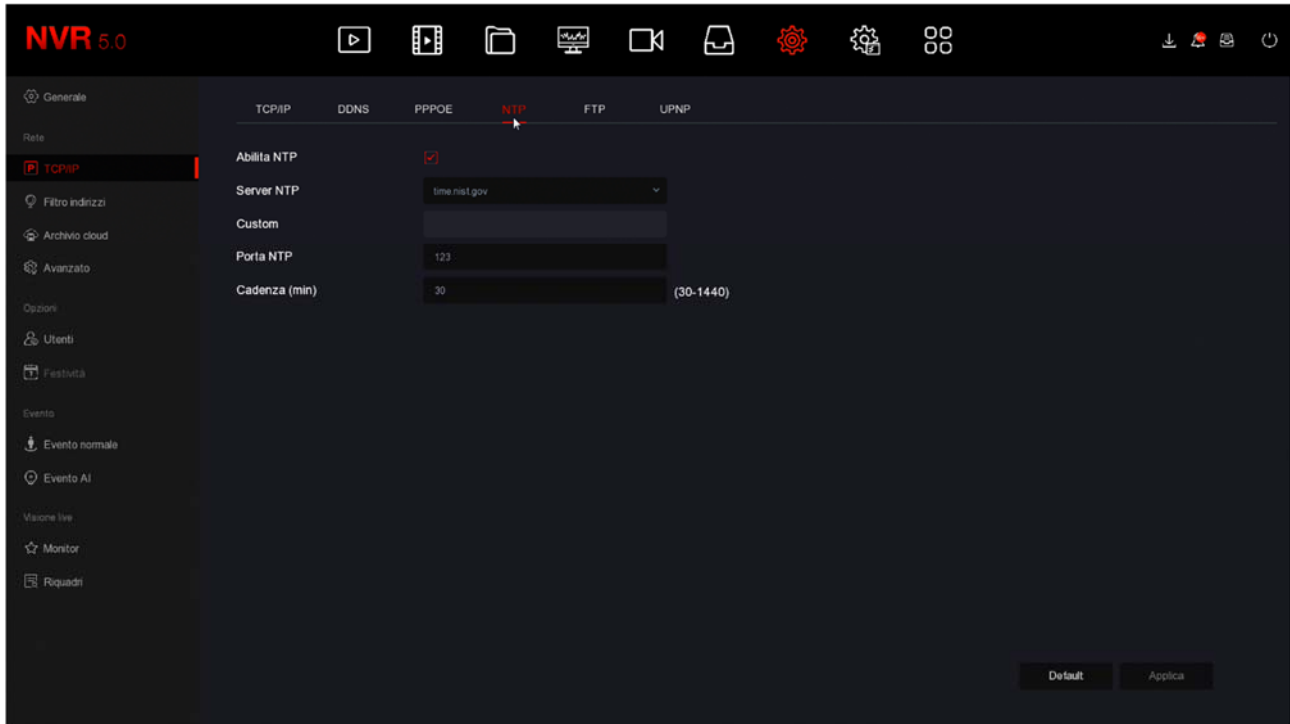 NVR 5.0
Generale
Rete
TCP/IP
Filtro indirizzi
Archivio cloud
Avanzato
Opzioni
Utenti
Festività
Evento
Evento normale
Evento AI
Visione live
Monitor
Riquadri
TCP/IP DDNS PPPOE NTP FTP UPNP
Abilita NTP
Server NTP time.nist.gov
Custom
Porta NTP 123
Cadenza (min) 30 (30-1440)
Default Applica